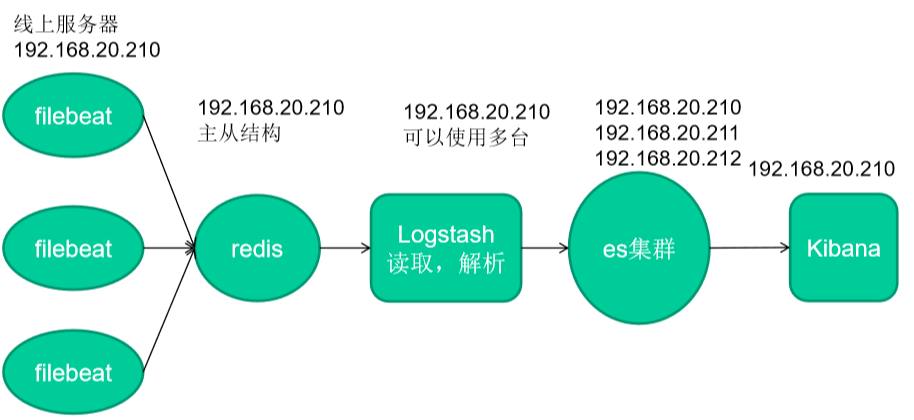 线上服务器
192.168.20.210
filebeat
filebeat
filebeat
192.168.20.210
主从结构
redis
192.168.20.210
可以使用多台
Logstash
读取，解析
192.168.20.210
192.168.20.211
192.168.20.212
es集群
192.168.20.210
Kibana